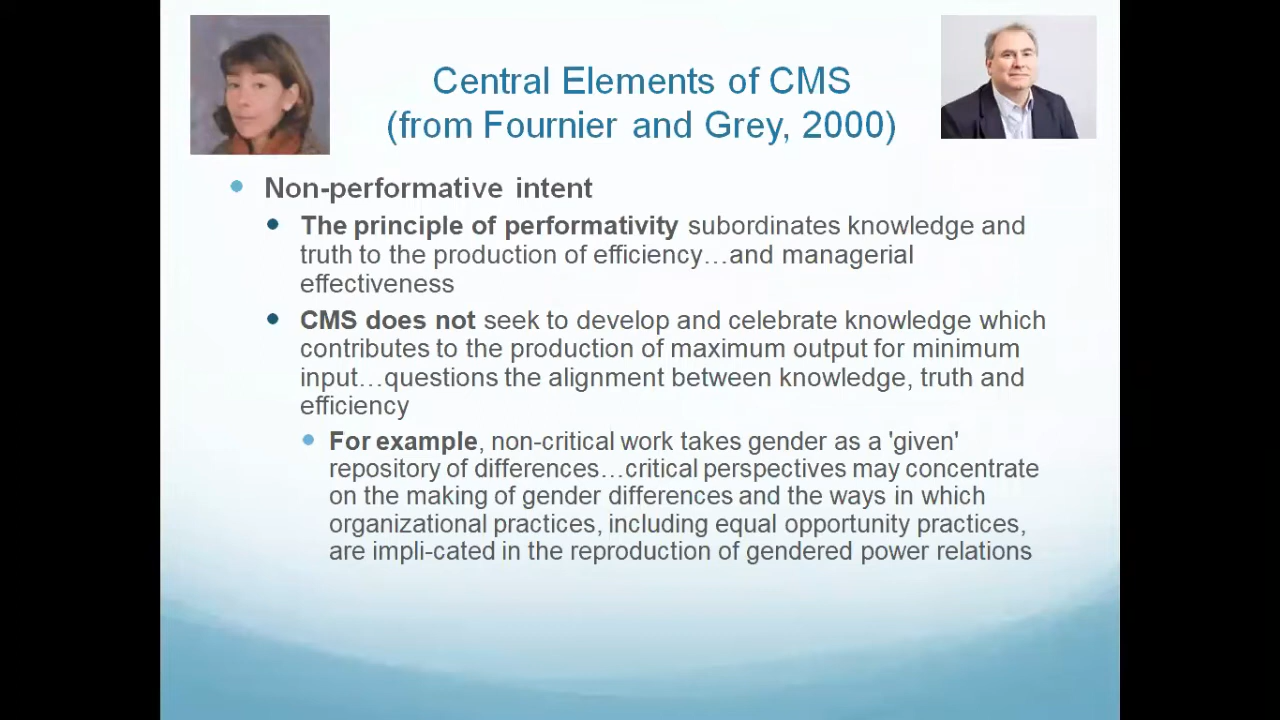 Central Elements of CMS
(from Fournier and Grey, 2000)
Non-performative intent
The principle of performativity subordinates knowledge and
truth to the production of efficiency…and managerial
effectiveness
CMS does not seek to develop and celebrate knowledge which
contributes to the production of maximum output for minimum
input…questions the alignment between knowledge, truth and
efficiency
For example, non-critical work takes gender as a 'given'
repository of differences…critical perspectives may concentrate
on the making of gender differences and the ways in which
organizational practices, including equal opportunity practices,
are impli-cated in the reproduction of gendered power relations